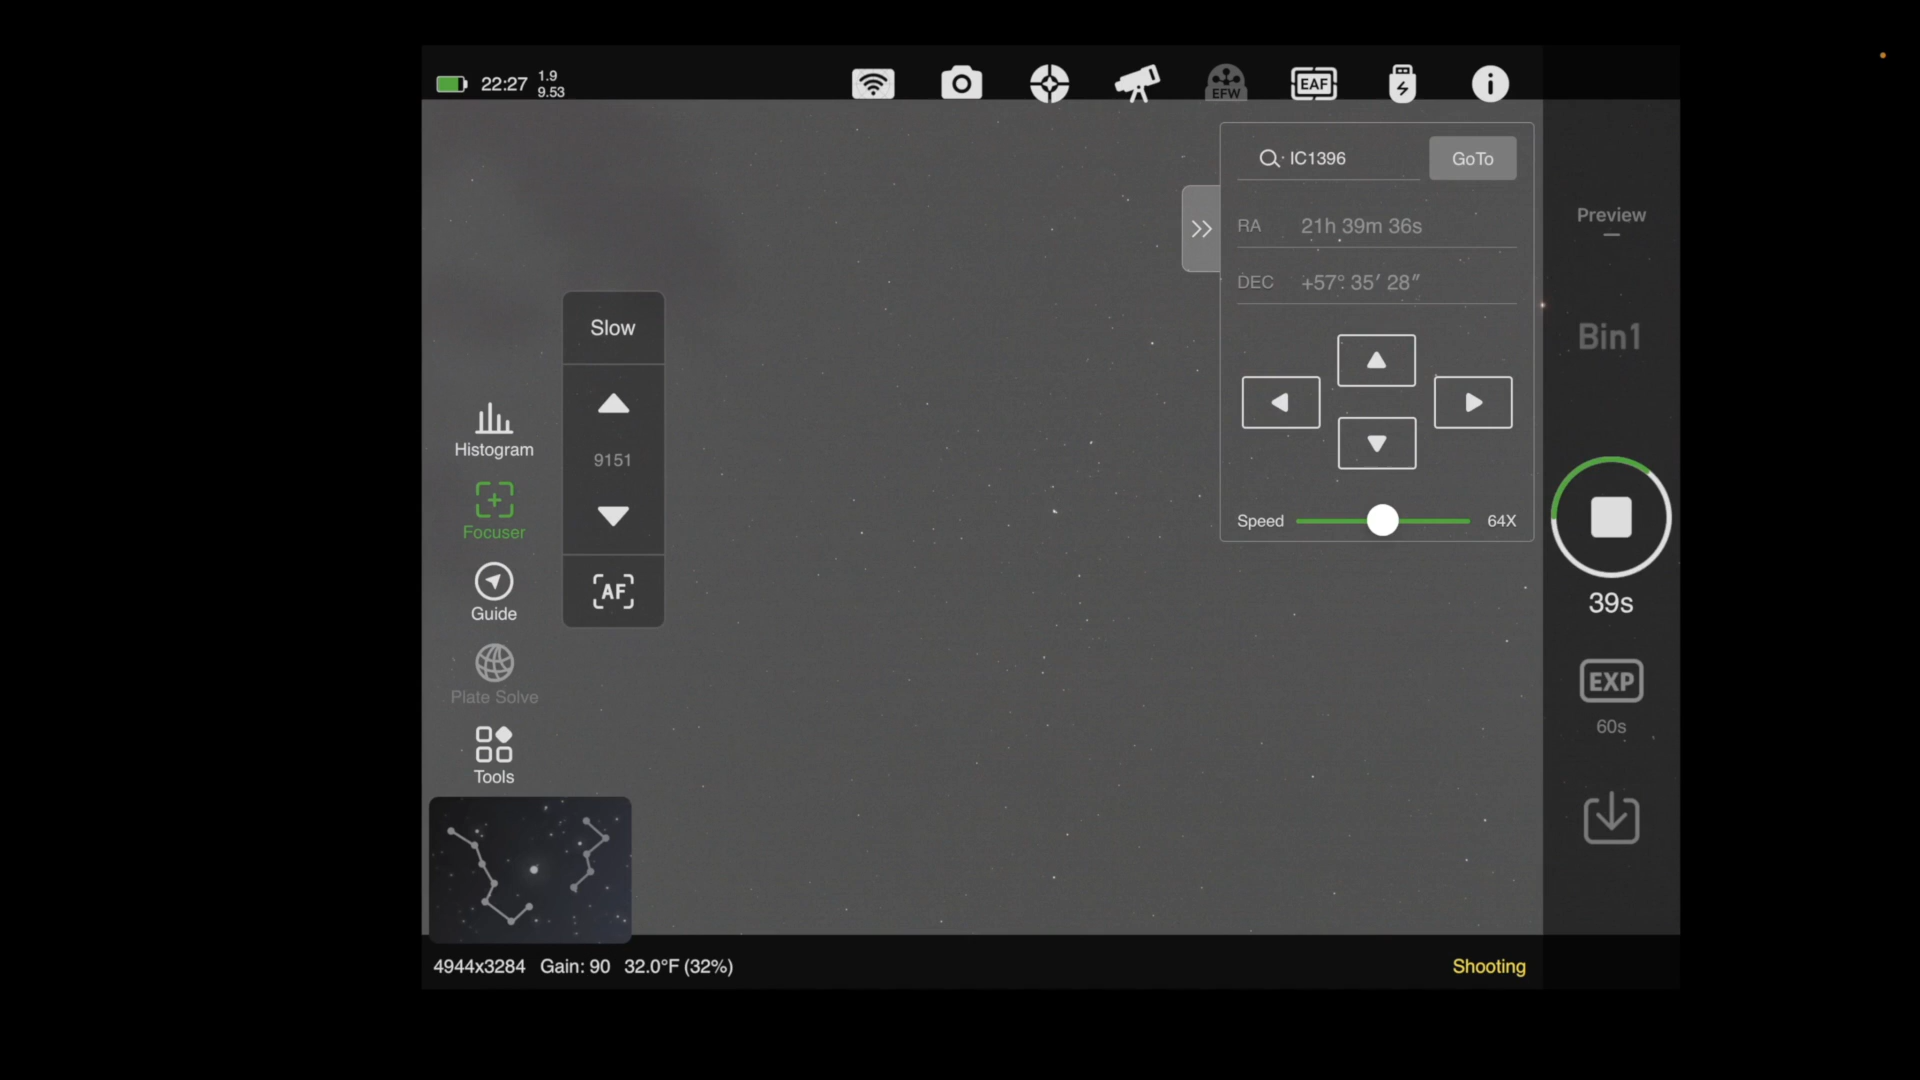 22:27
1.9
9.53
EFW
EAF
IC1396
GoTo
RA 21h 39m 36s
DEC +57° 35′ 28″
Preview
Bin1
Slow
9151
AF
Histogram
Focuser
Guide
Plate Solve
Tools
Speed 64X
39s
EXP
60s
4944x3284 Gain: 90 32.0°F (32%)
Shooting